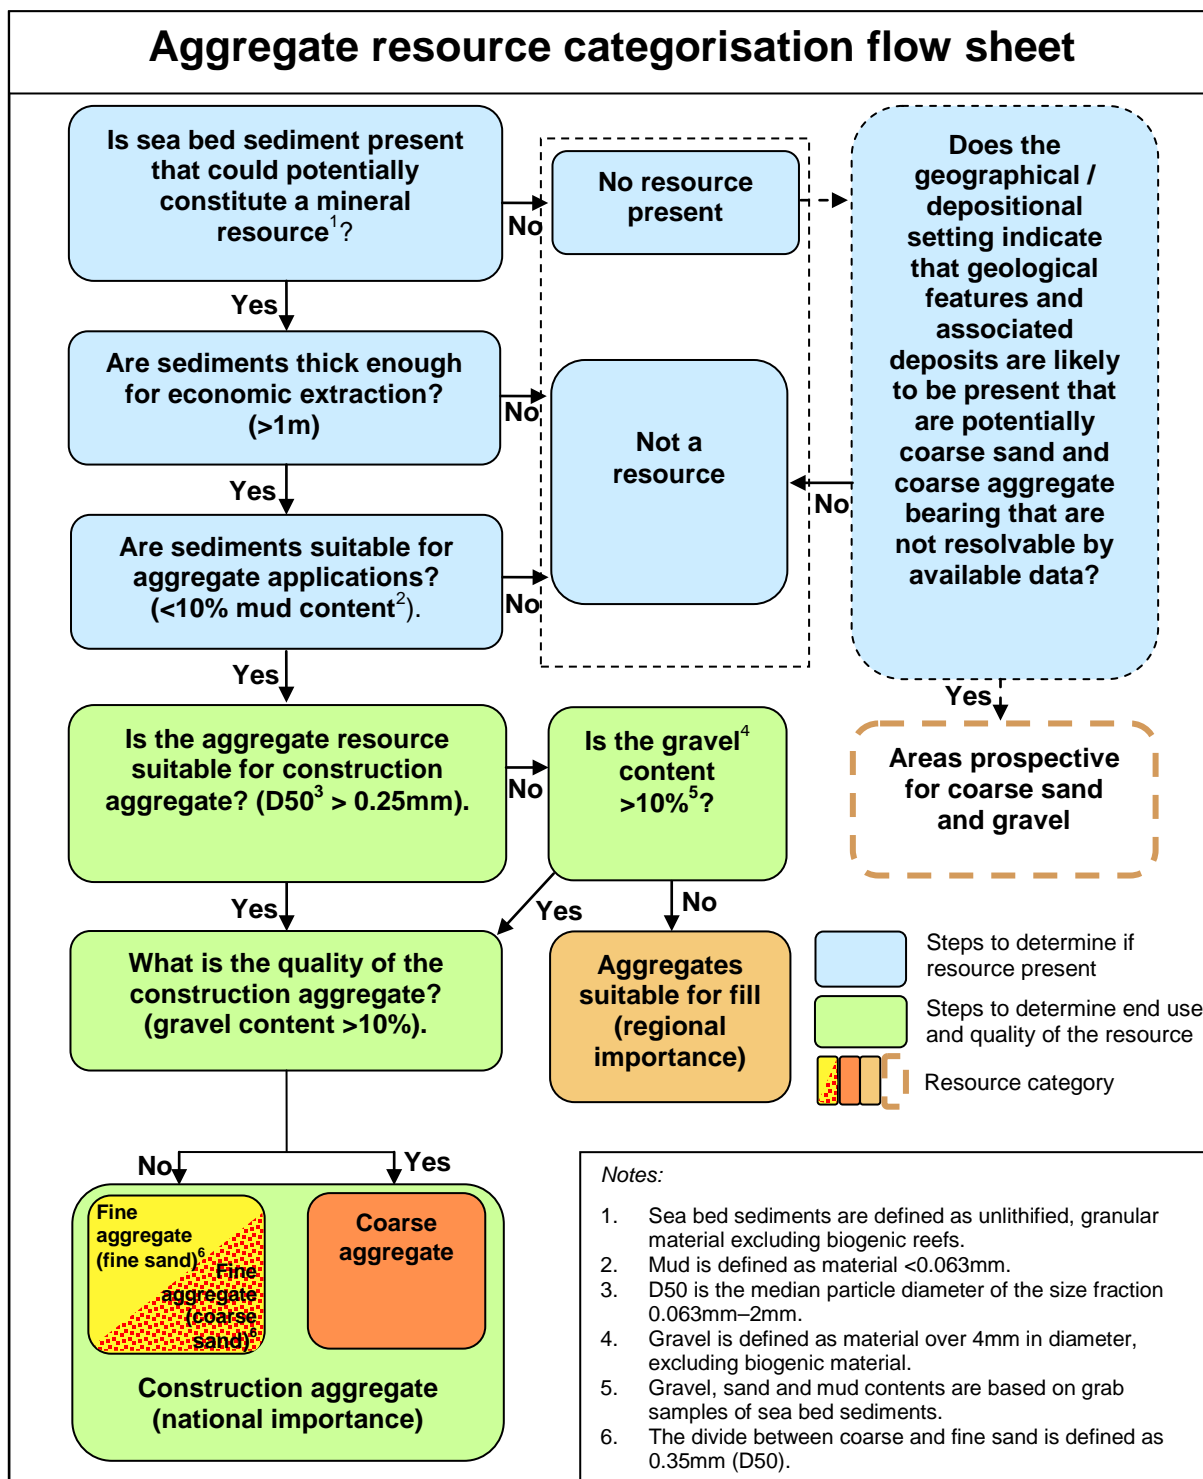 Aggregate resource categorisation flow sheet
Is sea bed sediment present
that could potentially
constitute a mineral
resource1?
No
No resource
present
Does the
geographical /
depositional
setting indicate
that geological
features and
associated
deposits are likely
to be present that
are potentially
coarse sand and
coarse aggregate
bearing that are
not resolvable by
available data?
Yes
Are sediments thick enough
for economic extraction?
(>1m)
No
Not a
resource
No
Yes
Are sediments suitable for
aggregate applications?
(<10% mud content2).
No
Yes
Yes
Is the aggregate resource
suitable for construction
aggregate? (D503 > 0.25mm).
No
Is the gravel4
content
>10%5?
Areas prospective
for coarse sand
and gravel
Yes
Yes
No
What is the quality of the
construction aggregate?
(gravel content >10%).
Aggregates
suitable for fill
(regional
importance)
Steps to determine if
resource present
Steps to determine end use
and quality of the resource
Resource category
No
Yes
Fine
aggregate
(fine sand)6
Fine
aggregate
(coarse
sand)6
Coarse
aggregate
Construction aggregate
(national importance)
Notes:
1. Sea bed sediments are defined as unlithified, granular
material excluding biogenic reefs.
2. Mud is defined as material <0.063mm.
3. D50 is the median particle diameter of the size fraction
0.063mm–2mm.
4. Gravel is defined as material over 4mm in diameter,
excluding biogenic material.
5. Gravel, sand and mud contents are based on grab
samples of sea bed sediments.
6. The divide between coarse and fine sand is defined as
0.35mm (D50).